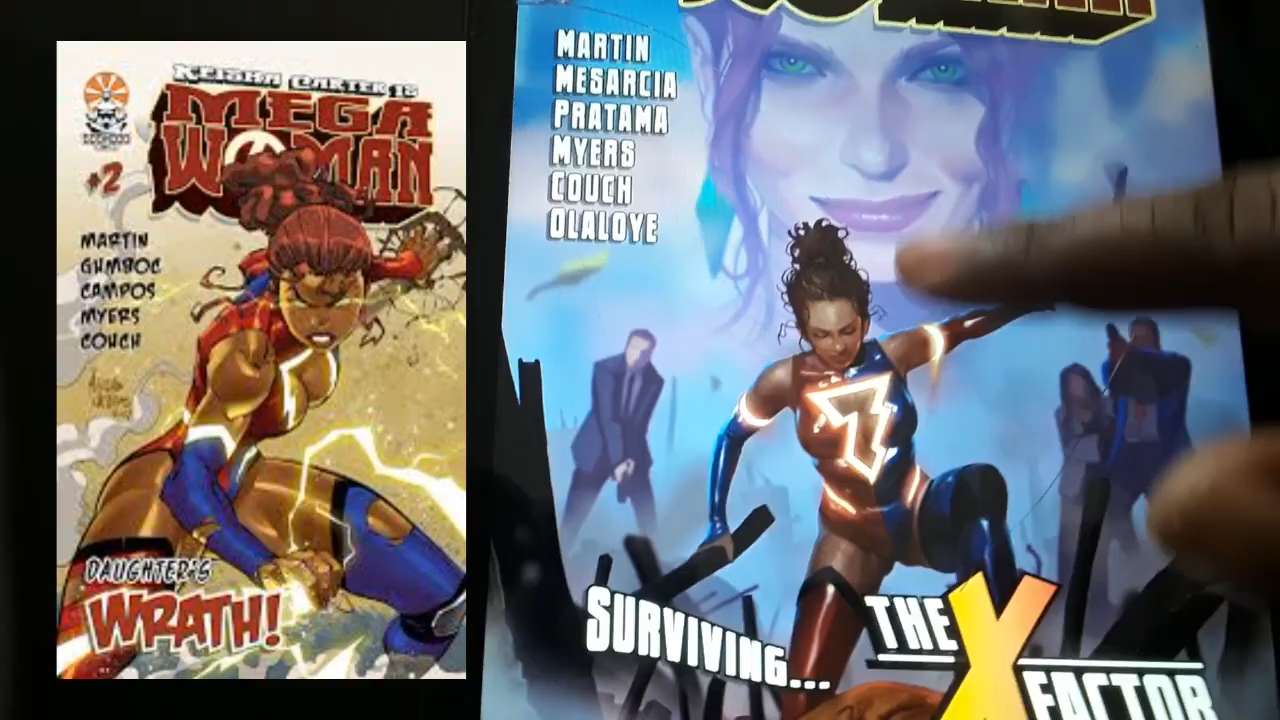 KEISHA CARTER IS
MEGA
WOMAN
#2
MARTIN
GUMBOC
CAMPOS
MYERS
COUCH
DAUGHTER'S
WRATH!
MARTIN
MESARCIA
PRATAMA
MYERS
COUCH
OLALOYE
SURVIVING...
THE X FACTOR